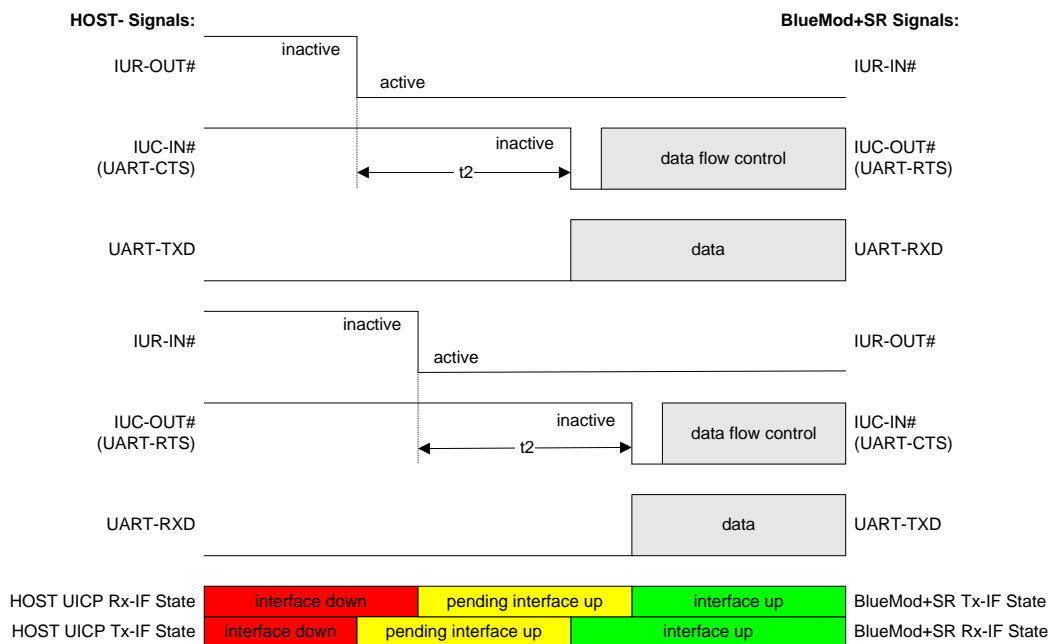 HOST- Signals: BlueMod+SR Signals:
inactive
IUR-OUT# IUR-IN#
active
inactive
IUC-IN# IUC-OUT#
(UART-CTS) data flow control (UART-RTS)
t2
UART-TXD data UART-RXD
inactive
IUR-IN# IUR-OUT#
active
inactive
IUC-OUT# IUC-IN#
(UART-RTS) data flow control (UART-CTS)
t2
UART-RXD data UART-TXD
HOST UICP Rx-IF State interface down pending interface up interface up BlueMod+SR Tx-IF State
HOST UICP Tx-IF State interface down pending interface up interface up BlueMod+SR Rx-IF State